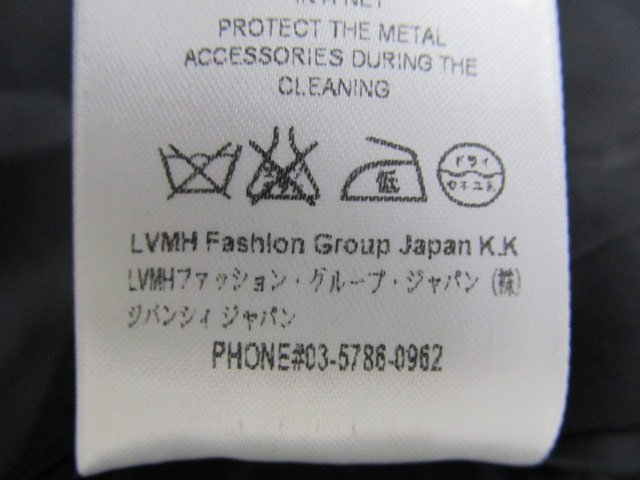 IN A NET
PROTECT THE METAL
ACCESSORIES DURING THE
CLEANING
低 ドライ
セキユ系
LVMH Fashion Group Japan K.K
LVMHファッション・グループ・ジャパン (株)
ジバンシィ ジャパン
PHONE#03-5786-0962